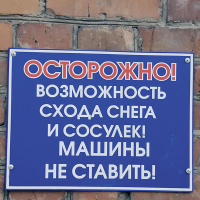 ОСТОРОЖНО!
ВОЗМОЖНОСТЬ
СХОДА СНЕГА
И СОСУЛЕК!
МАШИНЫ
НЕ СТАВИТЬ!